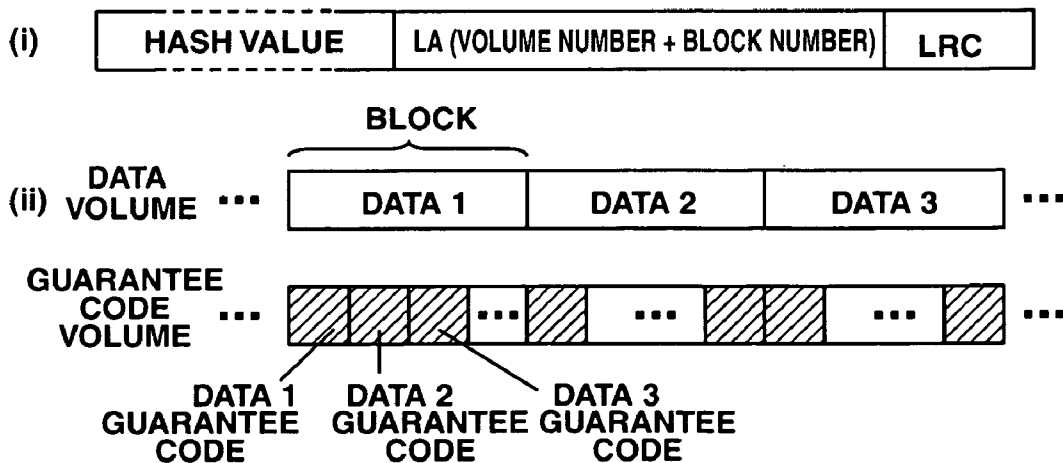 (i) HASH VALUE LA (VOLUME NUMBER + BLOCK NUMBER) LRC
BLOCK
(ii) DATA VOLUME ... DATA 1 DATA 2 DATA 3 ...
GUARANTEE CODE VOLUME ... ... ... ... ...
DATA 1 GUARANTEE CODE
DATA 2 GUARANTEE CODE
DATA 3 GUARANTEE CODE